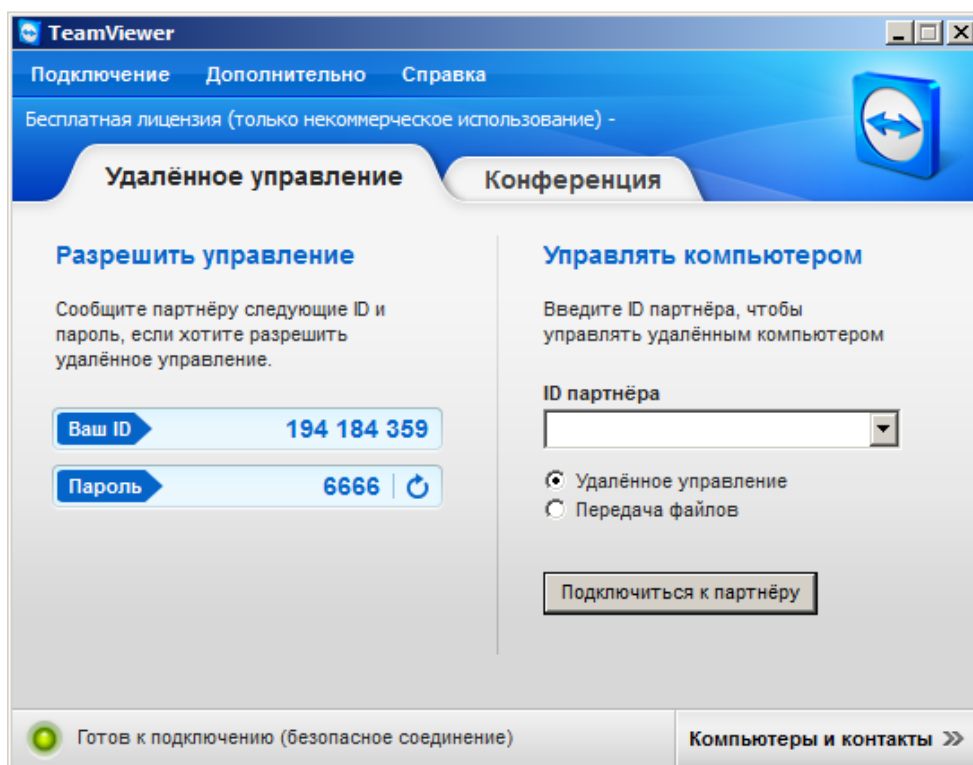 TeamViewer
Подключение Дополнительно Справка
Бесплатная лицензия (только некоммерческое использование) -
Удалённое управление Конференция
Разрешить управление
Сообщите партнёру следующие ID и
пароль, если хотите разрешить
удалённое управление.
Ваш ID 194 184 359
Пароль 6666
Управлять компьютером
Введите ID партнёра, чтобы
управлять удалённым компьютером
ID партнёра
Удалённое управление
Передача файлов
Подключиться к партнёру
Готов к подключению (безопасное соединение)
Компьютеры и контакты